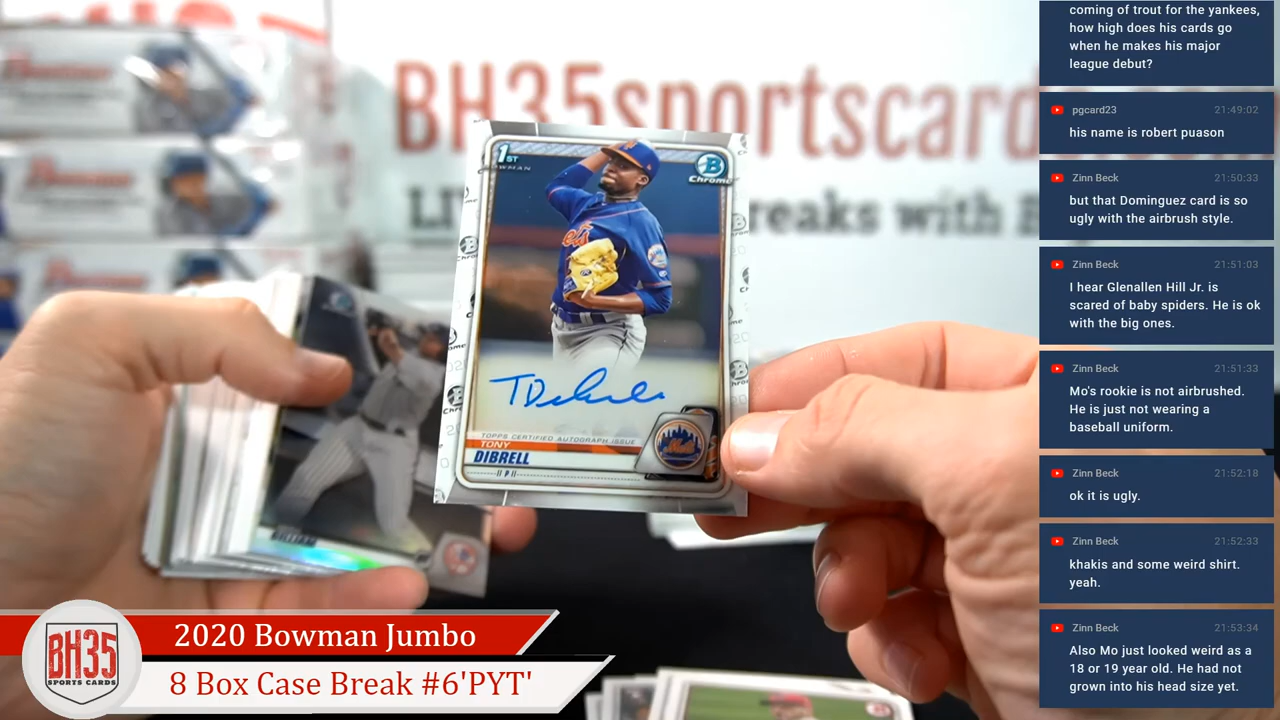 BH35sportscard
reaks with
1ST
BOWMAN
B
Chrome
Mets
TOPPS CERTIFIED AUTOGRAPH ISSUE
TONY
DIBRELL
P
Mets
BH35
SPORTS CARDS
2020 Bowman Jumbo
8 Box Case Break #6'PYT'
coming of trout for the yankees,
how high does his cards go
when he makes his major
league debut?
pgcard23 21:49:02
his name is robert puason
Zinn Beck 21:50:33
but that Dominguez card is so
ugly with the airbrush style.
Zinn Beck 21:51:03
I hear Glenallen Hill Jr. is
scared of baby spiders. He is ok
with the big ones.
Zinn Beck 21:51:33
Mo's rookie is not airbrushed.
He is just not wearing a
baseball uniform.
Zinn Beck 21:52:18
ok it is ugly.
Zinn Beck 21:52:33
khakis and some weird shirt.
yeah.
Zinn Beck 21:53:34
Also Mo just looked weird as a
18 or 19 year old. He had not
grown into his head size yet.